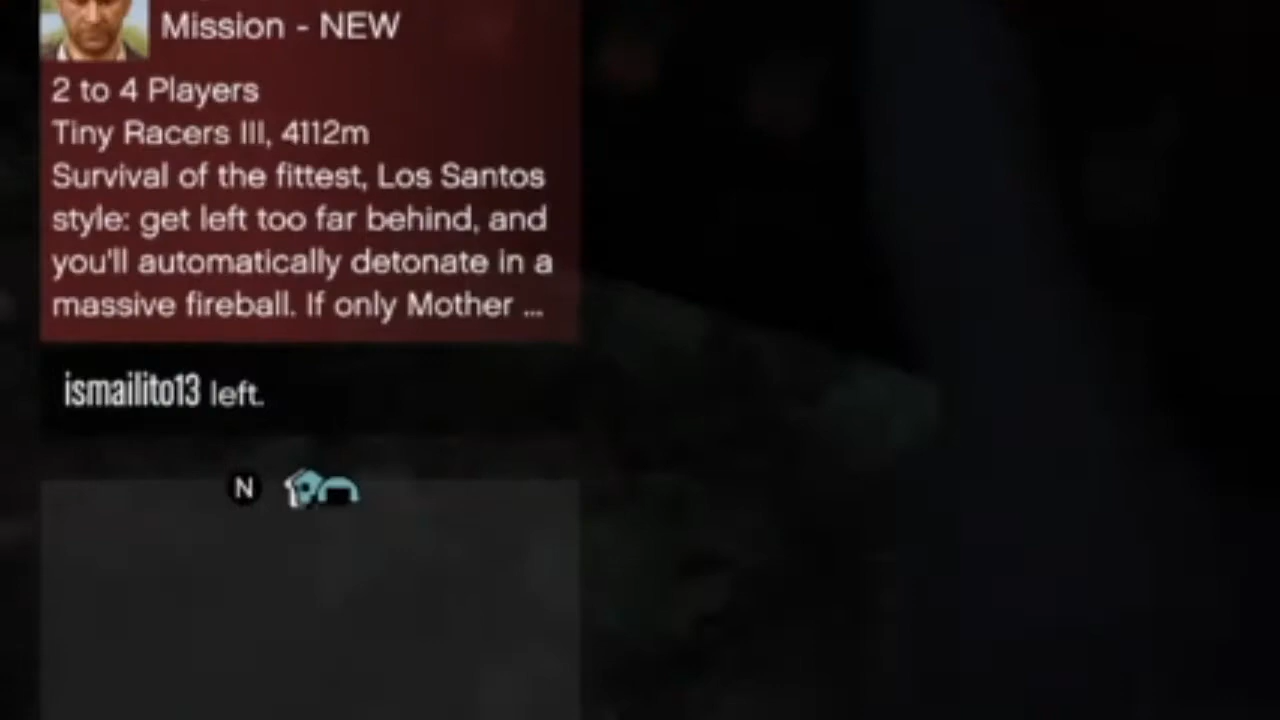 Mission - NEW
2 to 4 Players
Tiny Racers III, 4112m
Survival of the fittest, Los Santos
style: get left too far behind, and
you'll automatically detonate in a
massive fireball. If only Mother ...
ismailito13 left.
N